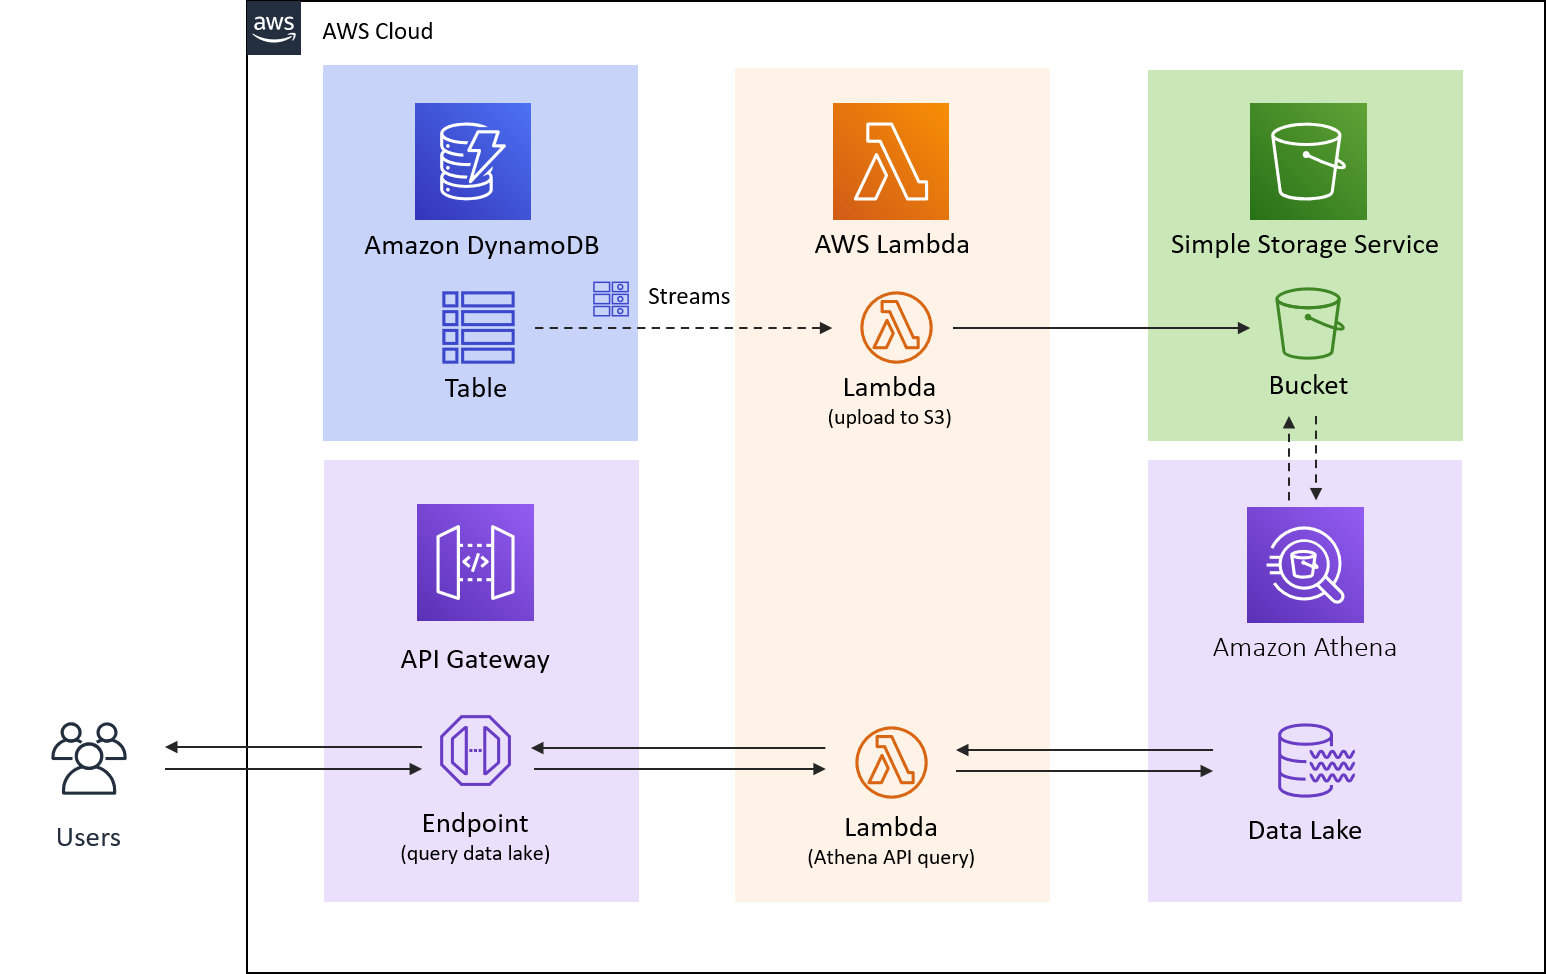 aws
AWS Cloud
Amazon DynamoDB
AWS Lambda
Simple Storage Service
Streams
Table
Lambda
(upload to S3)
Bucket
API Gateway
</>
Amazon Athena
Endpoint
(query data lake)
Lambda
(Athena API query)
Data Lake
Users